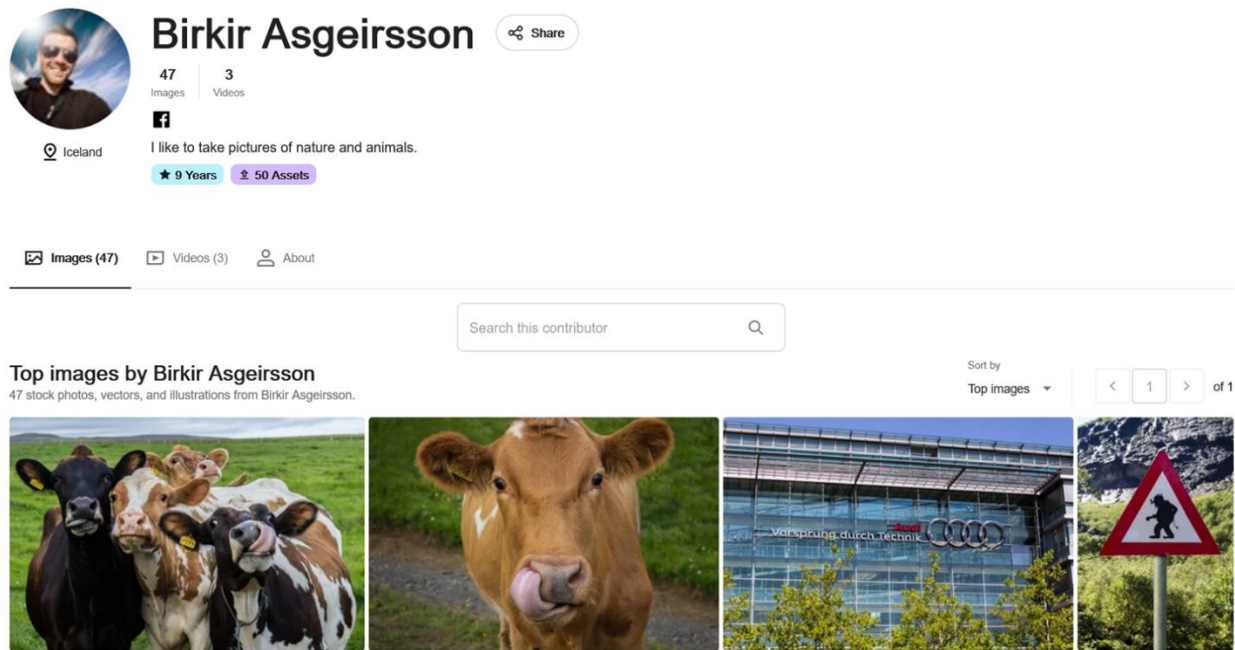 Birkir Asgeirsson
Share
47
Images
3
Videos
Iceland
I like to take pictures of nature and animals.
9 Years
50 Assets
Images (47)
Videos (3)
About
Search this contributor
Top images by Birkir Asgeirsson
47 stock photos, vectors, and illustrations from Birkir Asgeirsson.
Sort by
Top images
1
of 1
Audi
Vorsprung durch Technik